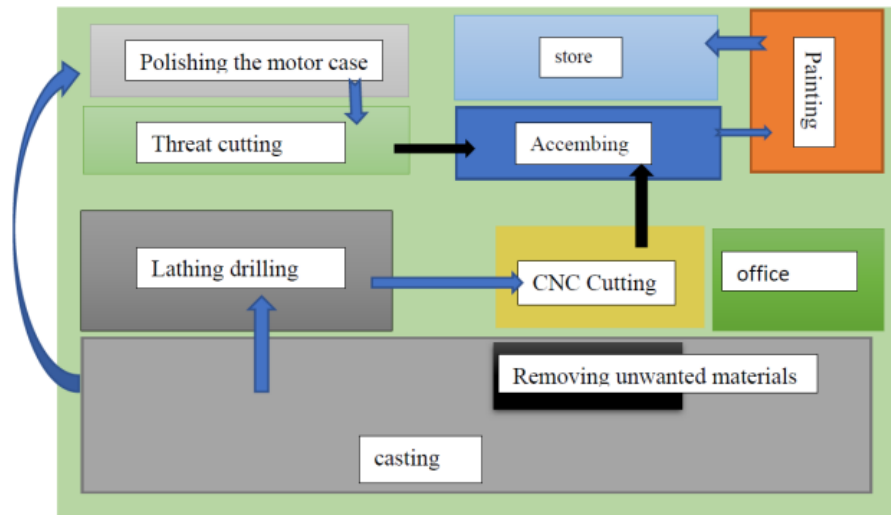 Polishing the motor case
store
Painting
Threat cutting
Accembing
Lathing drilling
CNC Cutting
office
Removing unwanted materials
casting